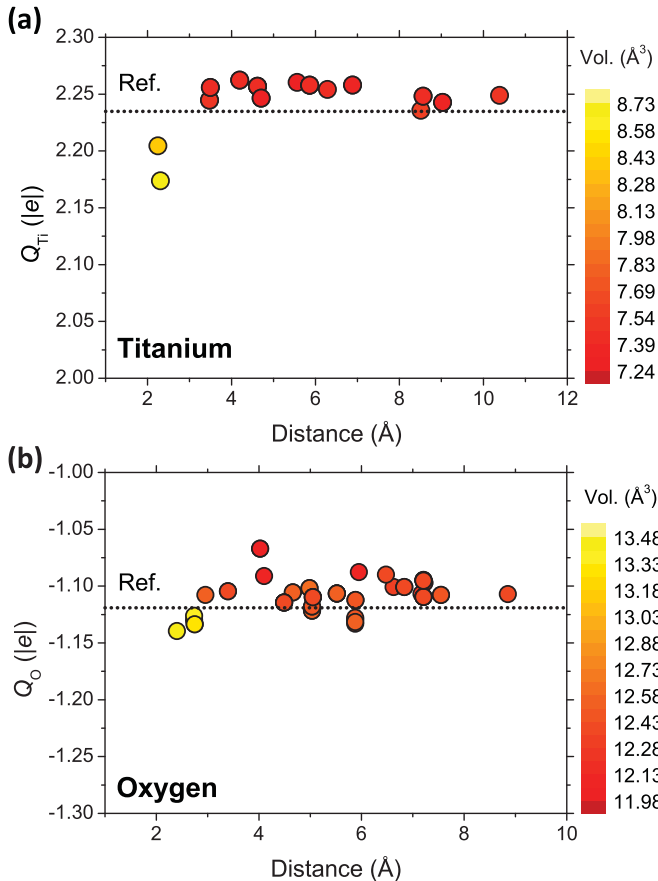 (a)
2.30
2.25
2.20
2.15
2.10
2.05
2.00
Q_Ti (|e|)
Ref.
Titanium
2 4 6 8 10 12
Distance (Å)
Vol. (Å³)
8.73
8.58
8.43
8.28
8.13
7.98
7.83
7.69
7.54
7.39
7.24
(b)
-1.00
-1.05
-1.10
-1.15
-1.20
-1.25
-1.30
Q_O (|e|)
Ref.
Oxygen
2 4 6 8 10
Distance (Å)
Vol. (Å³)
13.48
13.33
13.18
13.03
12.88
12.73
12.58
12.43
12.28
12.13
11.98